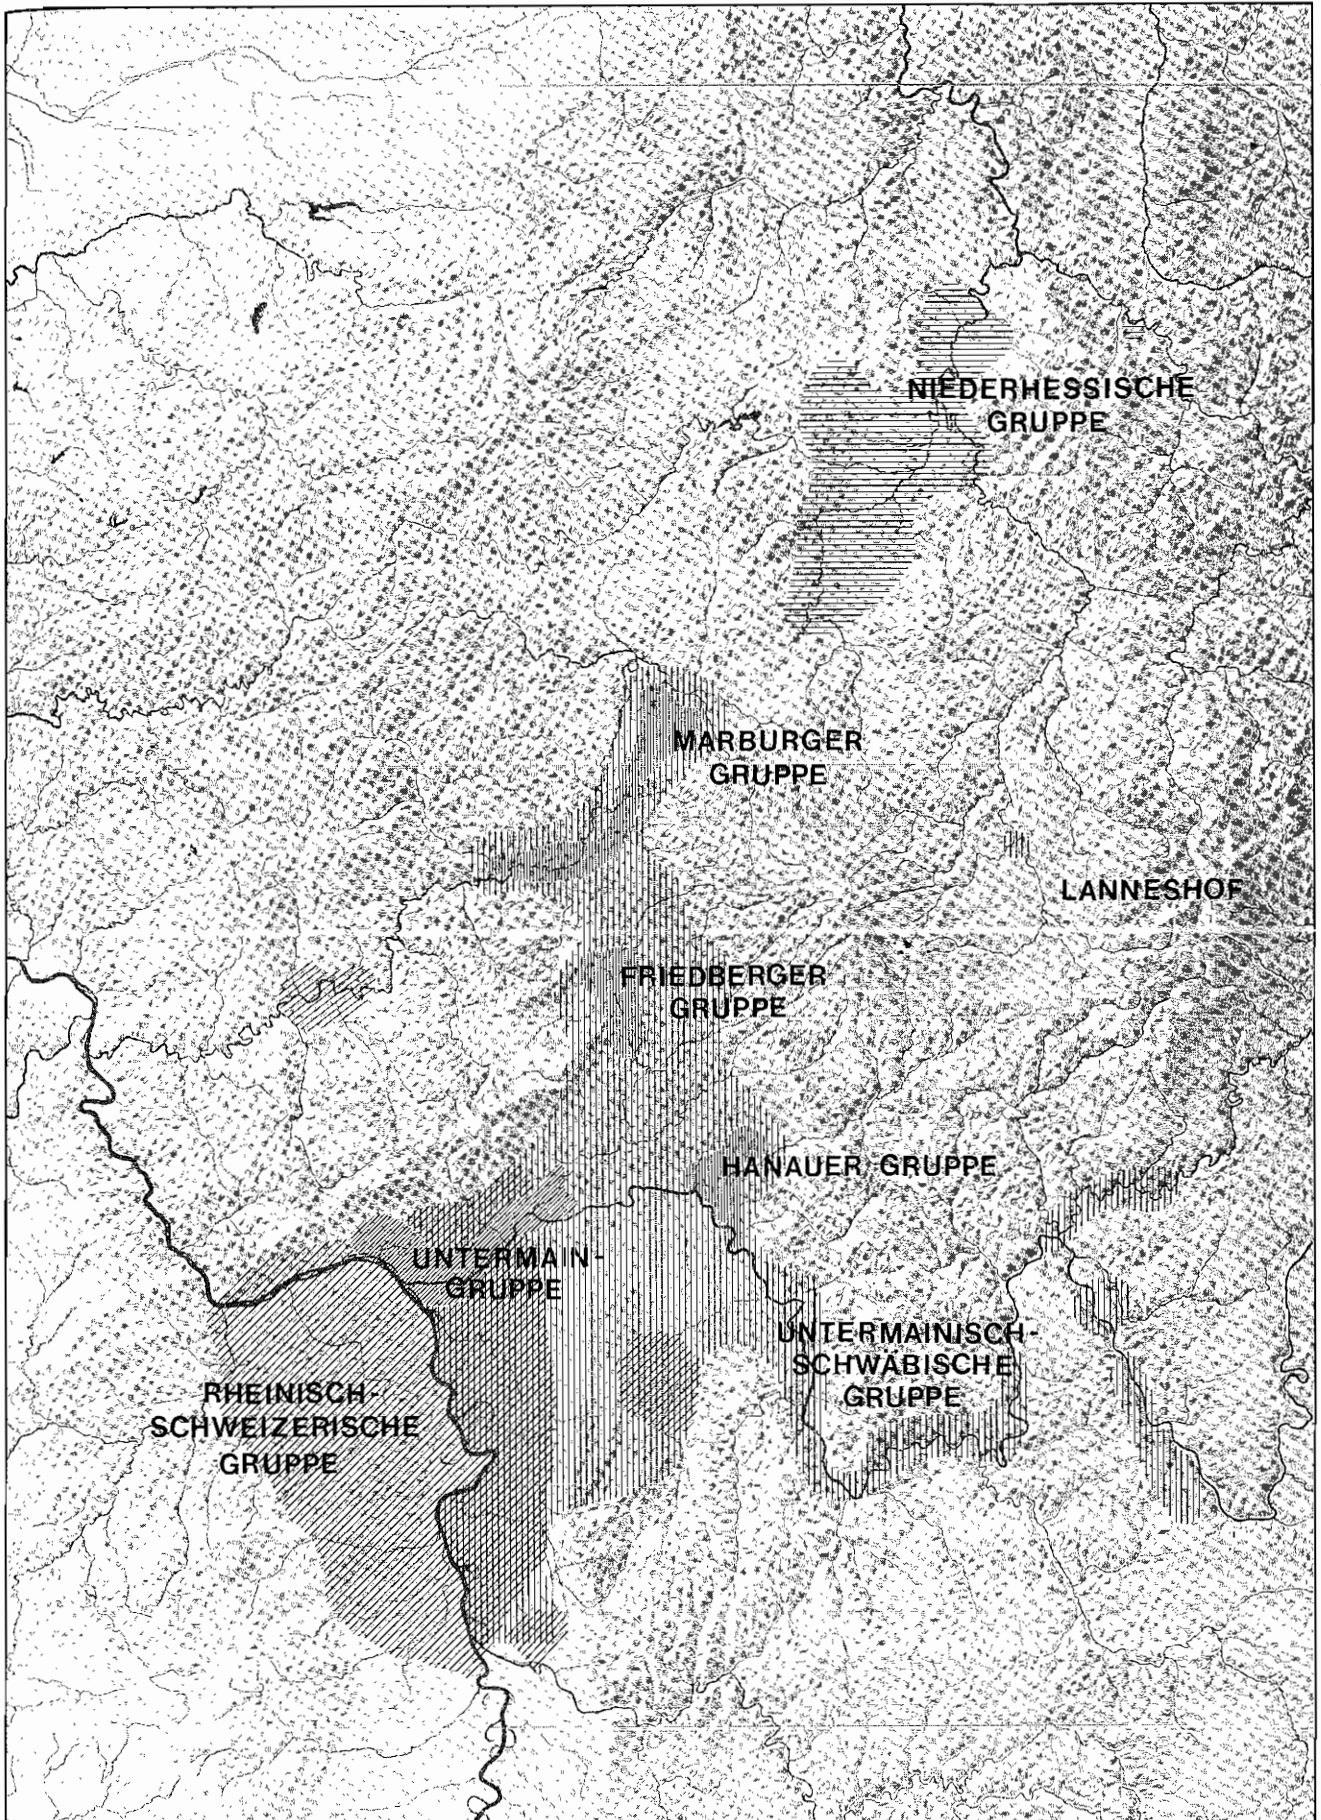 NIEDERHESSISCHE
GRUPPE
MARBURGER
GRUPPE
LANNESHOF
FRIEDBERGER
GRUPPE
HANAUER GRUPPE
UNTERMAIN-
GRUPPE
UNTERMAINISCH-
SCHWÄBISCHE
GRUPPE
RHEINISCH-
SCHWEIZERISCHE
GRUPPE